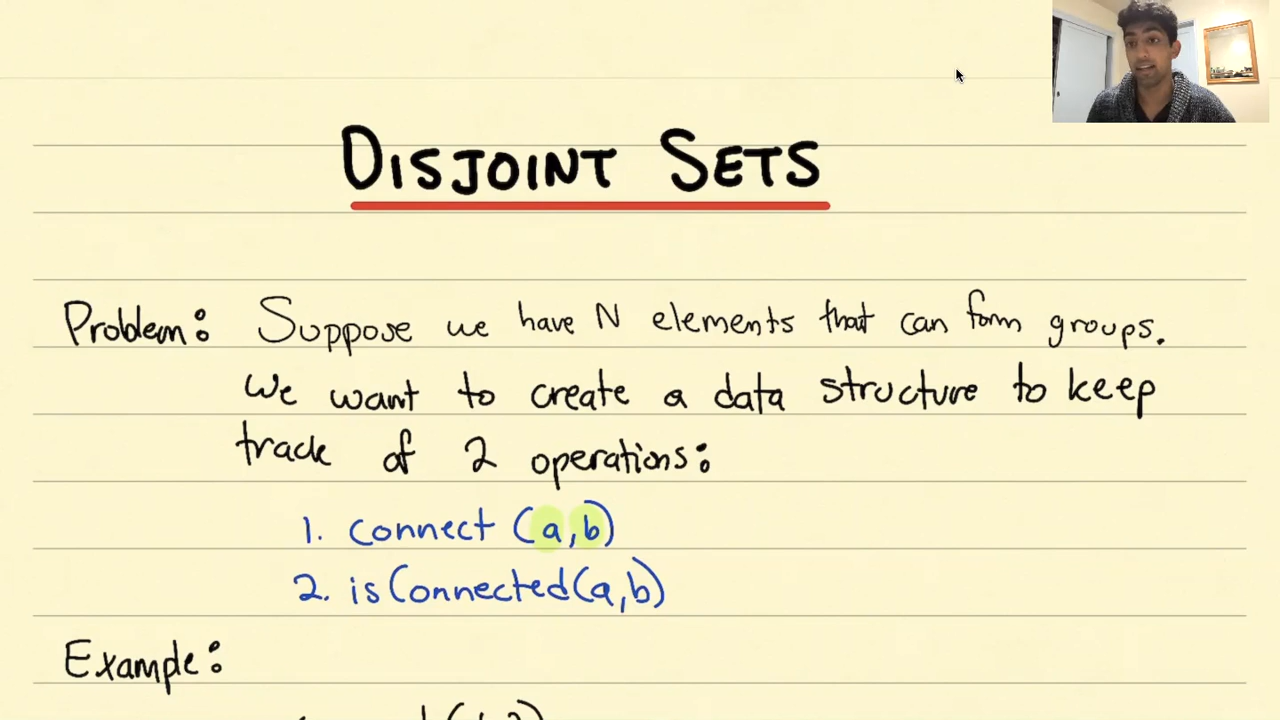 DISJOINT SETS
Problem: Suppose we have N elements that can form groups.
We want to create a data structure to keep
track of 2 operations:
1. connect (a,b)
2. isConnected(a,b)
Example: